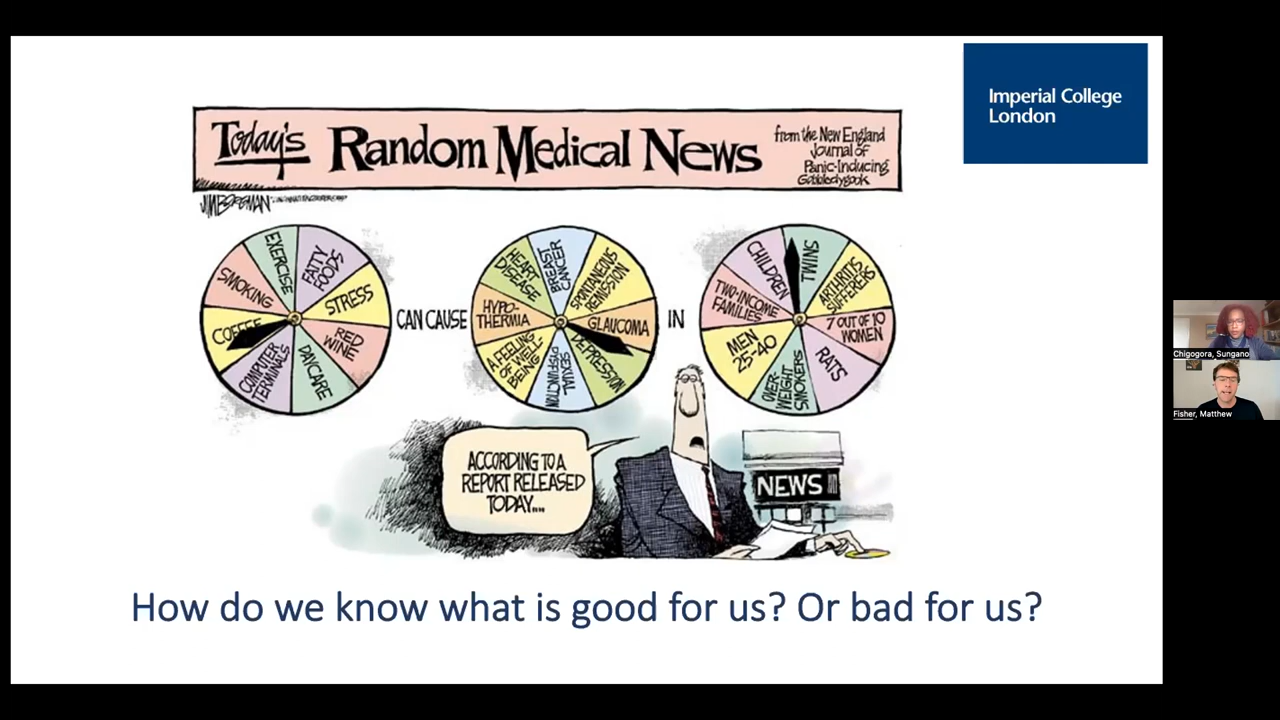 Imperial College
London
Today's Random Medical News
from the New England
Journal of
Panic-Inducing
Gobbledygook
JIM BORGMAN
SMOKING
EXERCISE
FATTY
FOODS
STRESS
RED
WINE
DAYCARE
COMPUTER
TERMINALS
COFFEE
CAN CAUSE
HEART
DISEASE
BREAST
CANCER
SPONTANEOUS
REMISSION
GLAUCOMA
DEPRESSION
SEXUAL
DYSFUNCTION
A FEELING
OF WELL-
BEING
HYPO-
THERMIA
IN
CHILDREN
TWINS
ARTHRITIS
SUFFERERS
7 OUT OF 10
WOMEN
RATS
OVER-
WEIGHT
SMOKERS
MEN
25-40
TWO-INCOME
FAMILIES
ACCORDING TO A
REPORT RELEASED
TODAY...
NEWS
How do we know what is good for us? Or bad for us?
Chigogora, Sungano
Fisher, Matthew